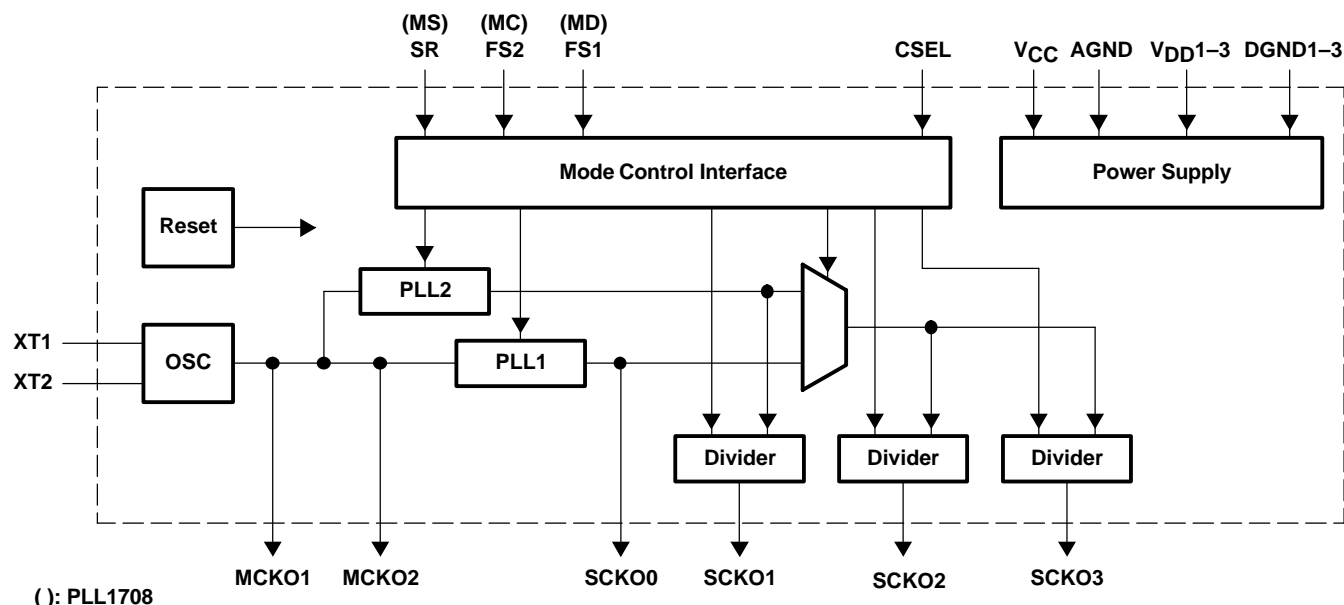 (MS) (MC) (MD)
SR FS2 FS1 CSEL VCC AGND VDD1–3 DGND1–3
Mode Control Interface
Power Supply
Reset
PLL2
XT1
OSC
PLL1
XT2
Divider Divider Divider
MCKO1 MCKO2 SCKO0 SCKO1 SCKO2 SCKO3
( ): PLL1708